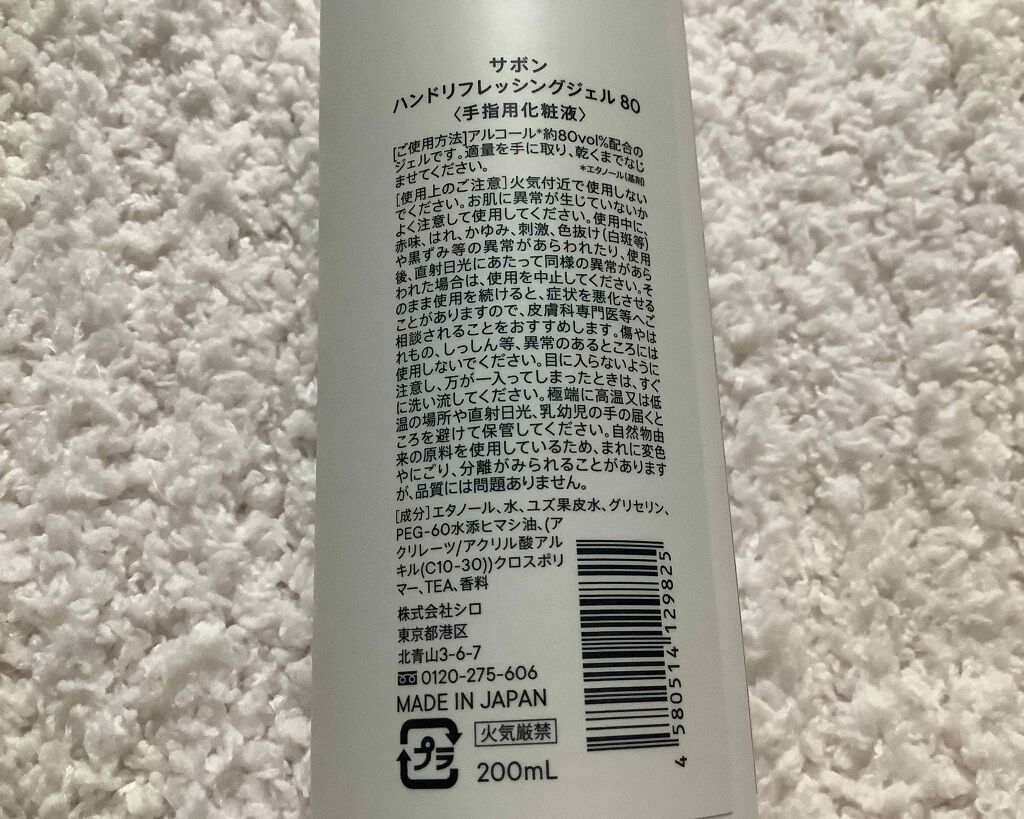 サボン
ハンドリフレッシングジェル 80
〈手指用化粧液〉
[ご使用方法]アルコール*約80vol%配合の
ジェルです。適量を手に取り、乾くまでなじ
ませてください。
*エタノール(基剤)
[使用上のご注意]火気付近で使用しない
でください。お肌に異常が生じていないか
よく注意して使用してください。使用中に、
赤味、はれ、かゆみ、刺激、色抜け(白斑等)
や黒ずみ等の異常があらわれたり、使用
後、直射日光にあたって同様の異常があら
われた場合は、使用を中止してください。そ
のまま使用を続けると、症状を悪化させる
ことがありますので、皮膚科専門医等へご
相談されることをおすすめします。傷やは
れもの、しっしん等、異常のあるところには
使用しないでください。目に入らないように
注意し、万が一入ってしまったときは、すぐ
に洗い流してください。極端に高温又は低
温の場所や直射日光、乳幼児の手の届くと
ころを避けて保管してください。自然物由
来の原料を使用しているため、まれに変色
やにごり、分離がみられることがあります
が、品質には問題ありません。
[成分]エタノール、水、ユズ果皮水、グリセリン、
PEG-60水添ヒマシ油、(ア
クリレーツ/アクリル酸アル
キル(C10-30))クロスポリ
マー、TEA、香料
株式会社シロ
東京都港区
北青山3-6-7
0120-275-606
MADE IN JAPAN
プラ
火気厳禁
200mL
4 580514 129825